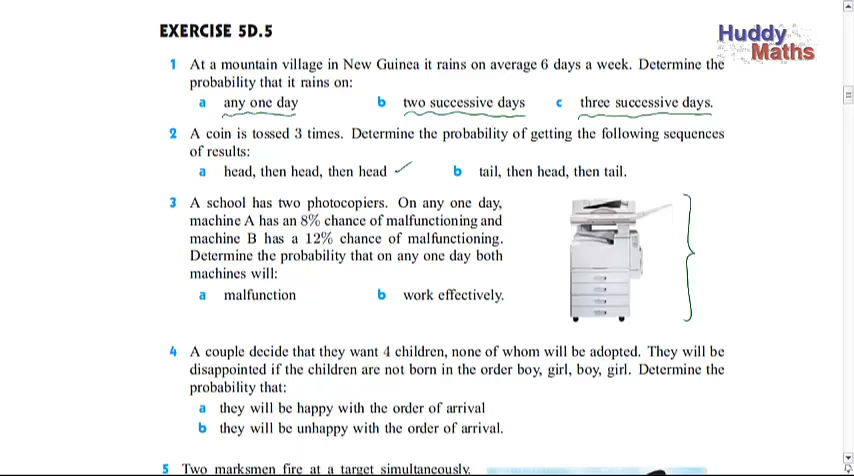 EXERCISE 5D.5
Huddy
Maths
1 At a mountain village in New Guinea it rains on average 6 days a week. Determine the
probability that it rains on:
a any one day b two successive days c three successive days.
2 A coin is tossed 3 times. Determine the probability of getting the following sequences
of results:
a head, then head, then head b tail, then head, then tail.
3 A school has two photocopiers. On any one day,
machine A has an 8% chance of malfunctioning and
machine B has a 12% chance of malfunctioning.
Determine the probability that on any one day both
machines will:
a malfunction b work effectively.
4 A couple decide that they want 4 children, none of whom will be adopted. They will be
disappointed if the children are not born in the order boy, girl, boy, girl. Determine the
probability that:
a they will be happy with the order of arrival
b they will be unhappy with the order of arrival.
5 Two marksmen fire at a target simultaneously.